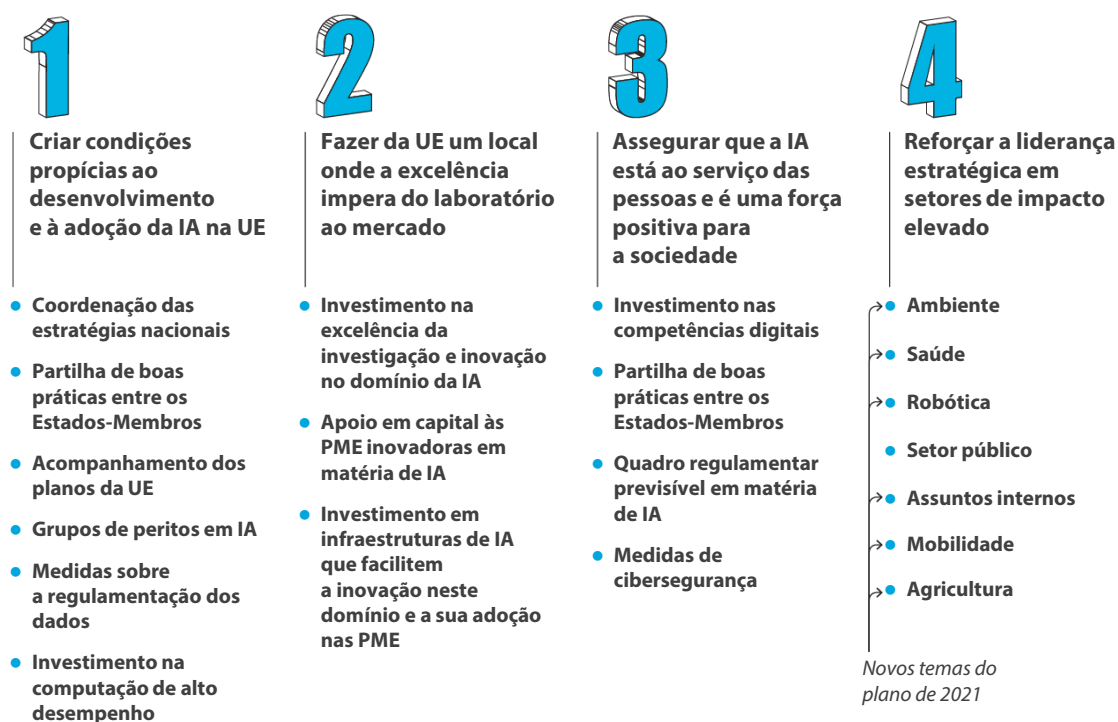 1
Criar condições
propícias ao
desenvolvimento
e à adoção da IA na UE
Coordenação das
estratégias nacionais
Partilha de boas
práticas entre os
Estados-Membros
Acompanhamento dos
planos da UE
Grupos de peritos em IA
Medidas sobre
a regulamentação dos
dados
Investimento na
computação de alto
desempenho
2
Fazer da UE um local
onde a excelência
impera do laboratório
ao mercado
Investimento na
excelência da
investigação e inovação
no domínio da IA
Apoio em capital às
PME inovadoras em
matéria de IA
Investimento em
infraestruturas de IA
que facilitem
a inovação neste
domínio e a sua adoção
nas PME
3
Assegurar que a IA
está ao serviço das
pessoas e é uma força
positiva para
a sociedade
Investimento nas
competências digitais
Partilha de boas
práticas entre os
Estados-Membros
Quadro regulamentar
previsível em matéria
de IA
Medidas de
cibersegurança
4
Reforçar a liderança
estratégica em
setores de impacto
elevado
Ambiente
Saúde
Robótica
Setor público
Assuntos internos
Mobilidade
Agricultura
Novos temas do
plano de 2021